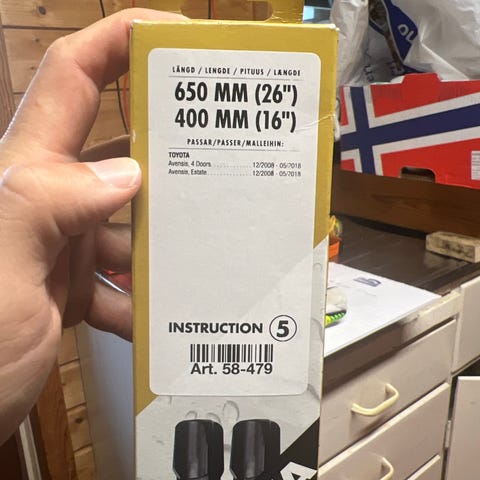 LÄNGD / LENGDE / PITUUS / LÆNGDE
650 MM (26")
400 MM (16")
PASSAR/PASSER/MALLEIHIN:
TOYOTA
Avensis, 4 Doors 12/2008 - 05/2018
Avensis, Estate 12/2008 - 05/2018
INSTRUCTION 5
Art. 58-479